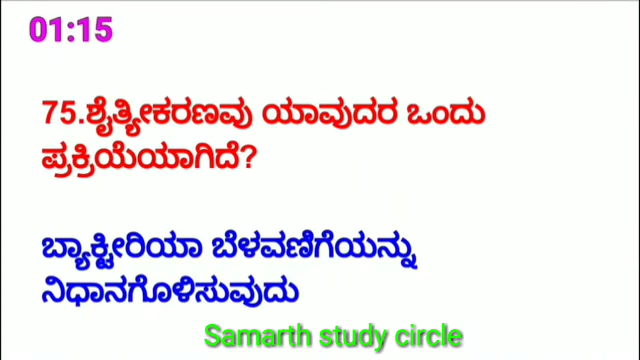 01:15
75.ಶೈತ್ಯೀಕರಣವು ಯಾವುದರ ಒಂದು
ಪ್ರಕ್ರಿಯೆಯಾಗಿದೆ?
ಬ್ಯಾಕ್ಟೀರಿಯಾ ಬೆಳವಣಿಗೆಯನ್ನು
ನಿಧಾನಗೊಳಿಸುವುದು
Samarth study circle